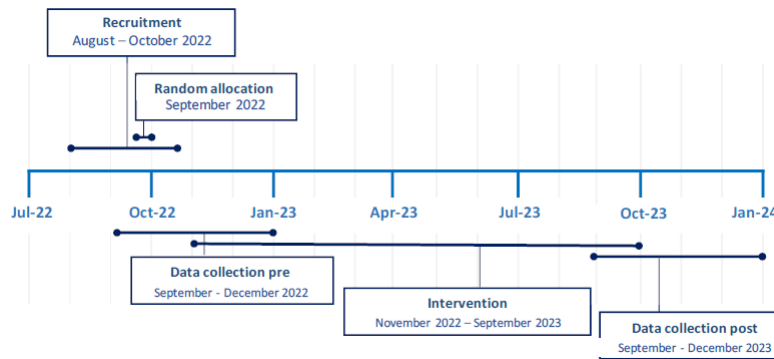 Recruitment
August – October 2022
Random allocation
September 2022
Jul-22
Oct-22
Jan-23
Apr-23
Jul-23
Oct-23
Jan-24
Data collection pre
September - December 2022
Intervention
November 2022 – September 2023
Data collection post
September - December 2023